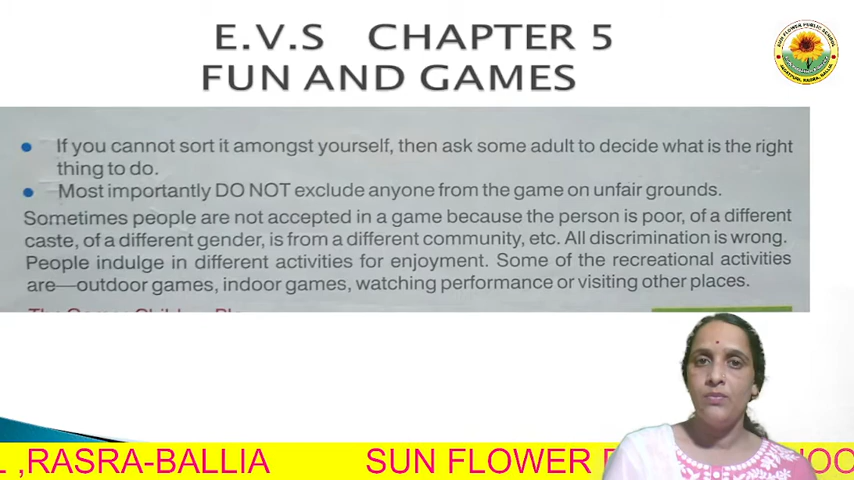 E.V.S CHAPTER 5
FUN AND GAMES
SUN FLOWER PUBLIC SCHOOL
If you cannot sort it amongst yourself, then ask some adult to decide what is the right
thing to do.
Most importantly DO NOT exclude anyone from the game on unfair grounds.
Sometimes people are not accepted in a game because the person is poor, of a different
caste, of a different gender, is from a different community, etc. All discrimination is wrong.
People indulge in different activities for enjoyment. Some of the recreational activities
are—outdoor games, indoor games, watching performance or visiting other places.
L ,RASRA-BALLIA SUN FLOWER